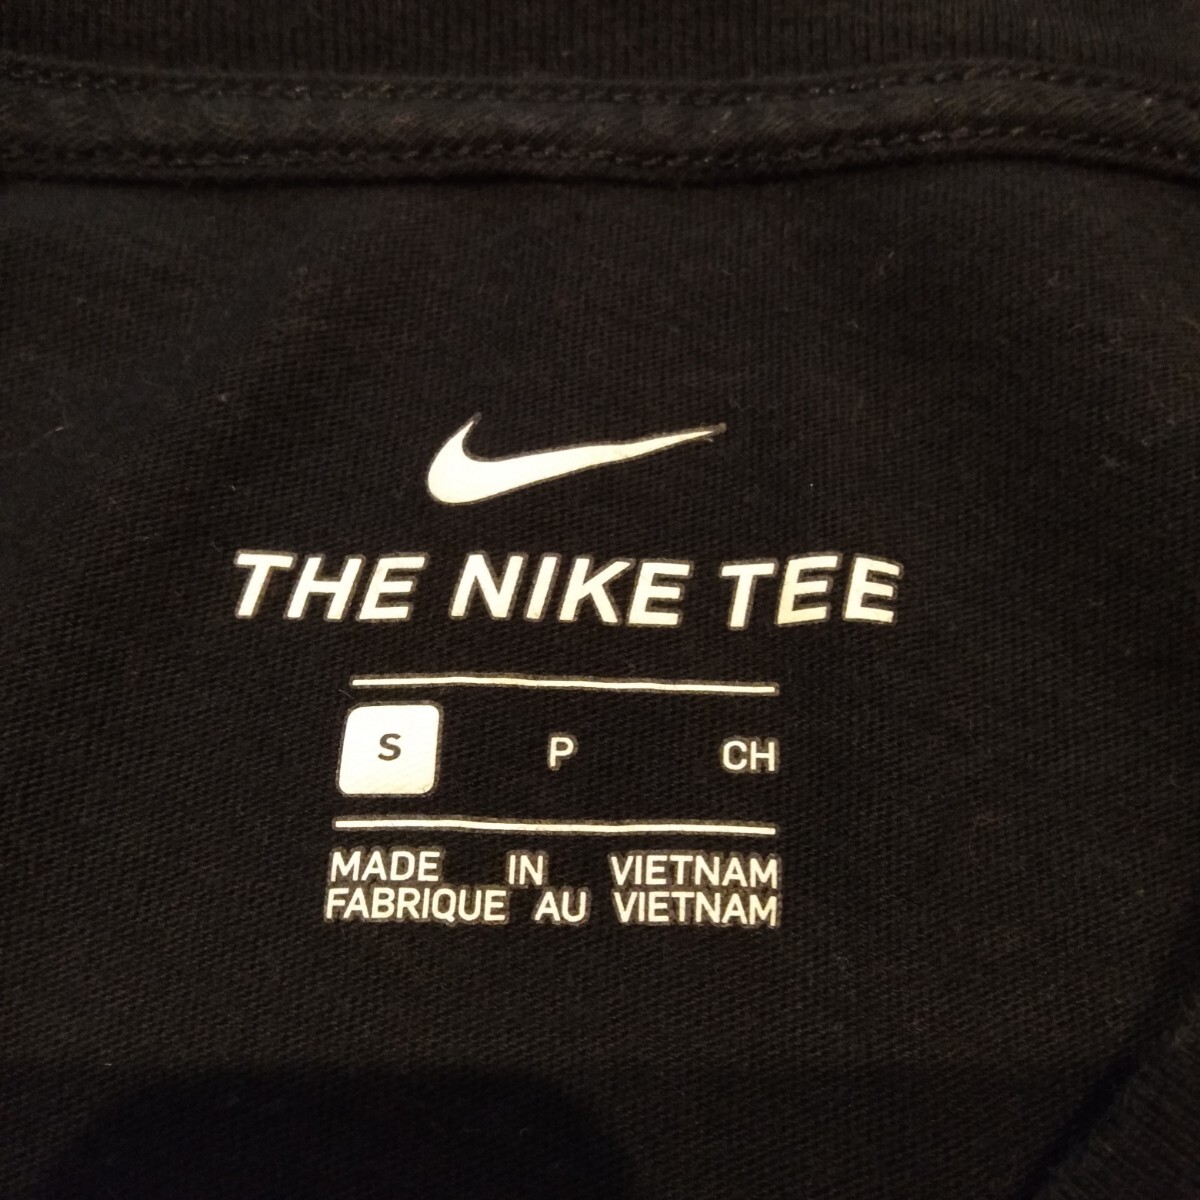 THE NIKE TEE
S P CH
MADE IN VIETNAM
FABRIQUE AU VIETNAM